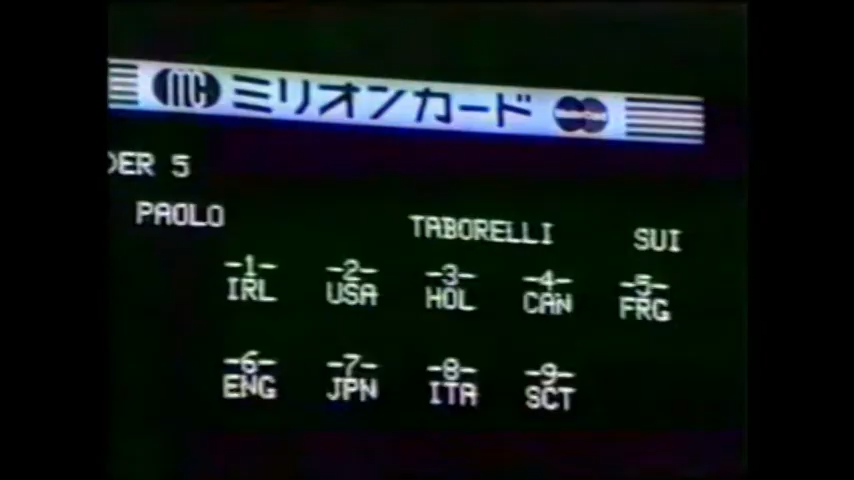 MC ミリオンカード
DER 5
PAOLO TABORELLI SUI
-1- -2- -3- -4- -5-
IRL USA HOL CAN FRG
-6- -7- -8- -9-
ENG JPN ITA SCT